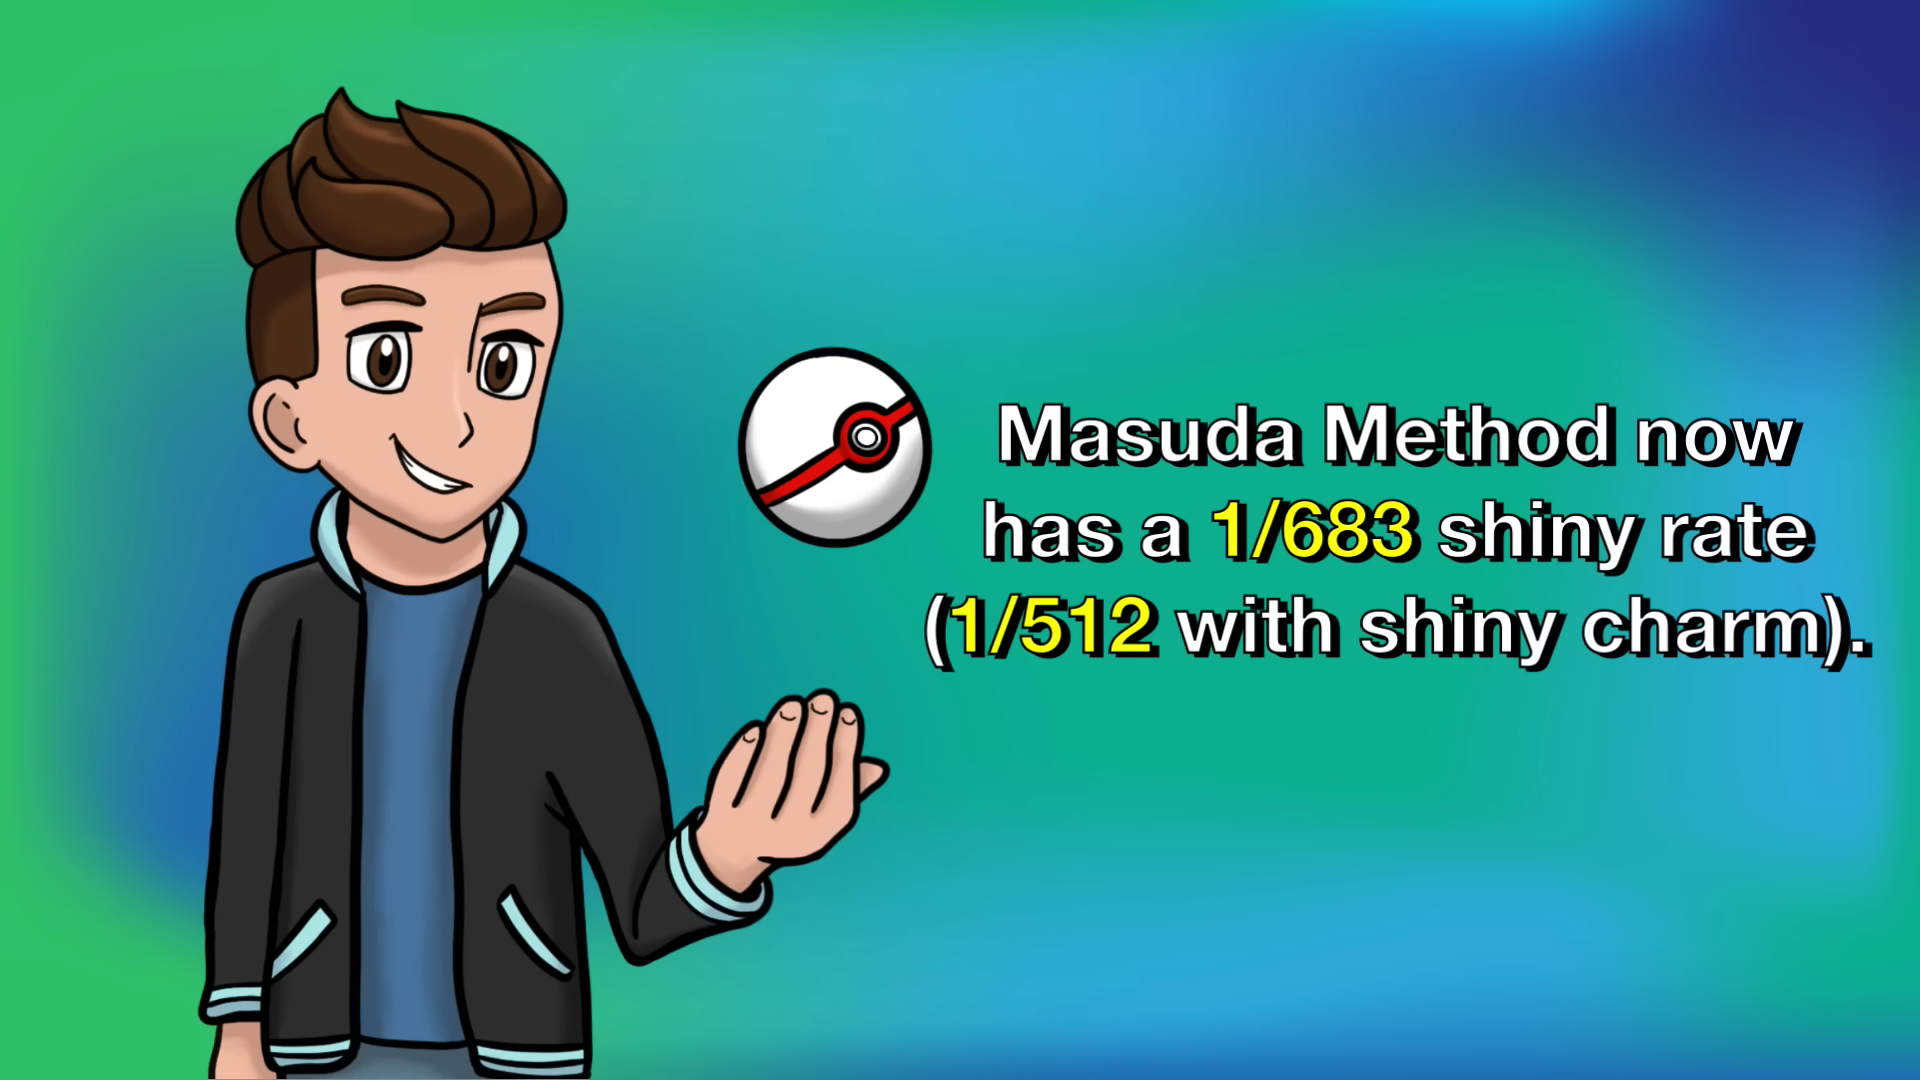 Masuda Method now
has a 1/683 shiny rate
(1/512 with shiny charm).